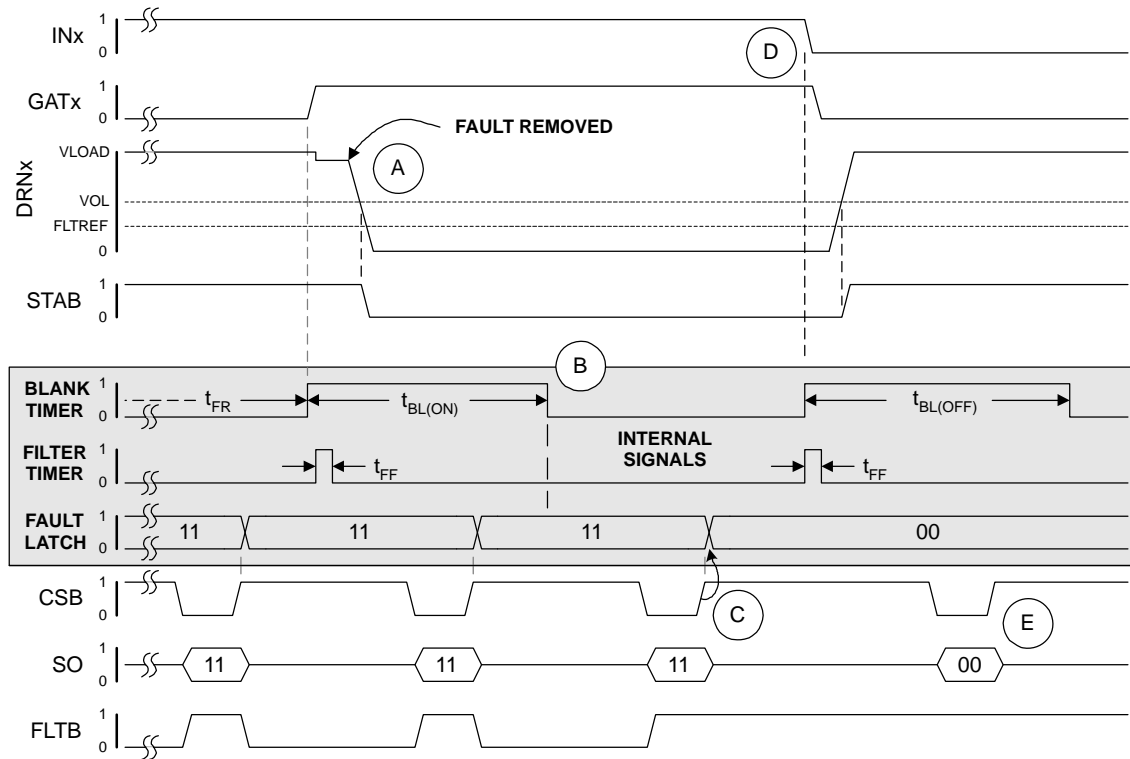 INx 1 0
D
GATx 1 0
FAULT REMOVED
A
DRNx
VLOAD
VOL
FLTREF
0
STAB 1 0
B
BLANK TIMER 1 0
tFR
tBL(ON)
tBL(OFF)
INTERNAL SIGNALS
FILTER TIMER 1 0
tFF
tFF
FAULT LATCH 1 0
11 11 11 00
CSB 1 0
C
E
SO 1 0
11 11 11 00
FLTB 1 0